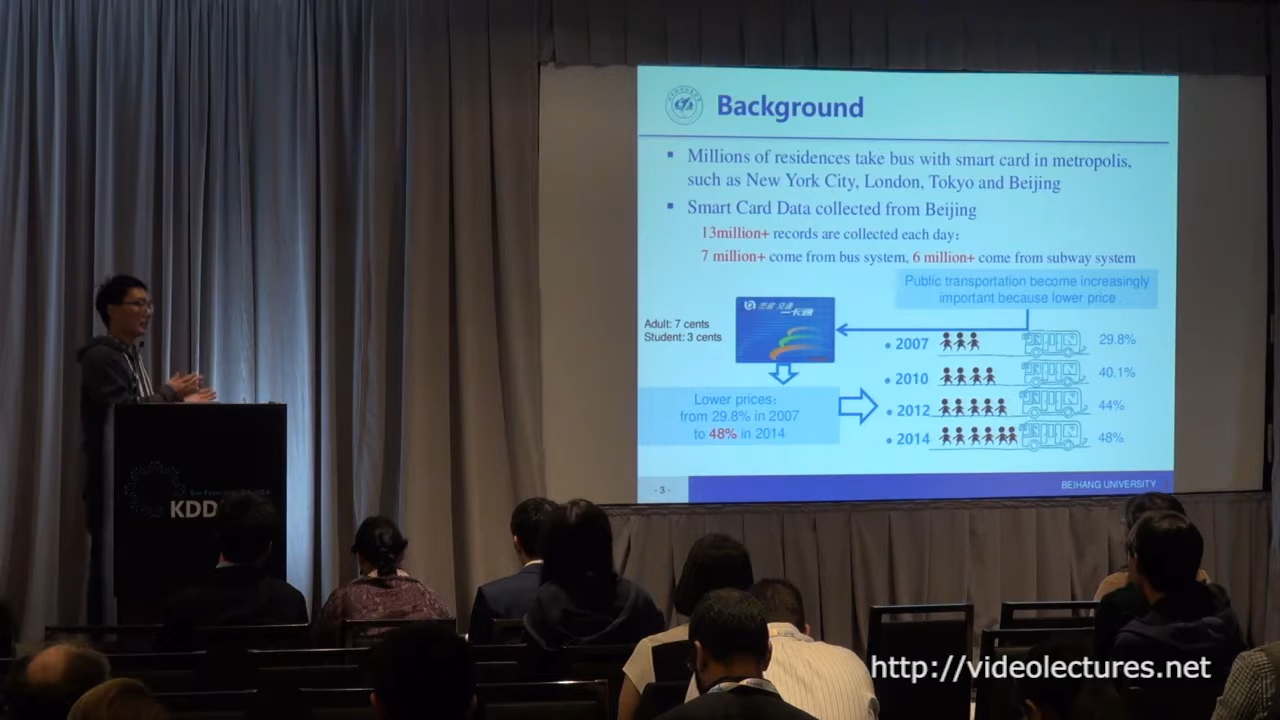 Background
▪ Millions of residences take bus with smart card in metropolis,
such as New York City, London, Tokyo and Beijing
▪ Smart Card Data collected from Beijing
13million+ records are collected each day:
7 million+ come from bus system, 6 million+ come from subway system
Public transportation become increasingly
important because lower price
Adult: 7 cents
Student: 3 cents
一卡通
• 2007 29.8%
• 2010 40.1%
• 2012 44%
• 2014 48%
Lower prices:
from 29.8% in 2007
to 48% in 2014
- 3 -
BEIHANG UNIVERSITY
KDD
http://videolectures.net